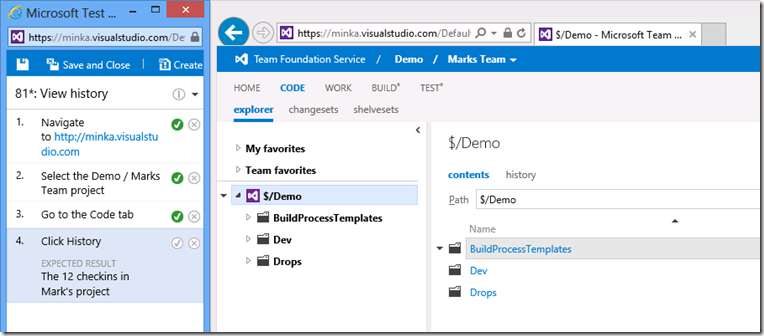 Microsoft Test ...
https://minka.visualstudio.com/De
Save and Close
Create
81*: View history
1. Navigate
to http://minka.visualstu
dio.com
2. Select the Demo / Marks
Team project
3. Go to the Code tab
4. Click History
EXPECTED RESULT
The 12 checkins in
Mark's project
https://minka.visualstudio.com/Default
$/Demo - Microsoft Team ...
Team Foundation Service / Demo / Marks Team
HOME CODE WORK BUILD* TEST*
explorer changesets shelvesets
My favorites
Team favorites
$/Demo
BuildProcessTemplates
Dev
Drops
$/Demo
contents history
Path $/Demo
Name
BuildProcessTemplates
Dev
Drops